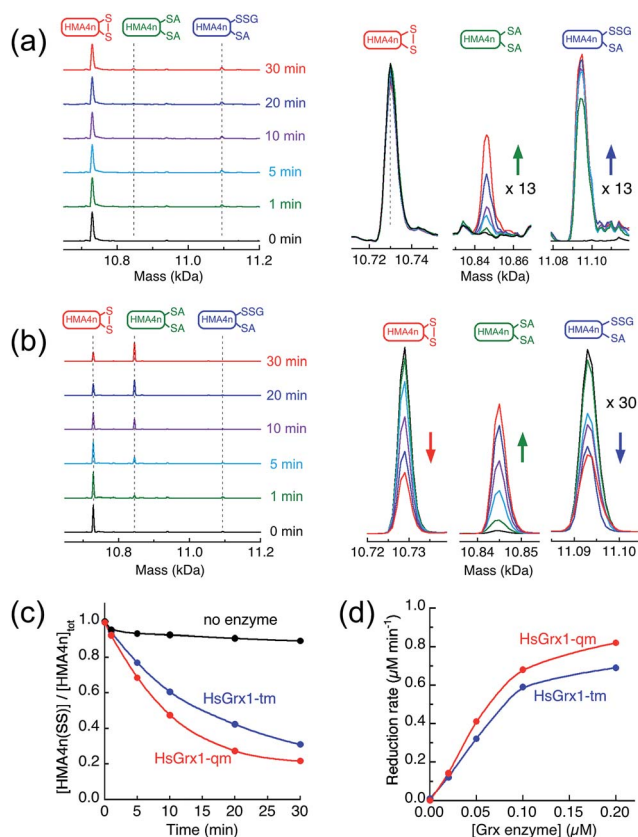 (a)
HMA4n S S
HMA4n SA SA
HMA4n SSG SA
30 min
20 min
10 min
5 min
1 min
0 min
10.8 11.0 11.2
Mass (kDa)
HMA4n S S
HMA4n SA SA
HMA4n SSG SA
x 13
x 13
10.72 10.74
10.84 10.86
11.08 11.10
Mass (kDa)
(b)
HMA4n S S
HMA4n SA SA
HMA4n SSG SA
30 min
20 min
10 min
5 min
1 min
0 min
10.8 11.0 11.2
Mass (kDa)
HMA4n S S
HMA4n SA SA
HMA4n SSG SA
x 30
10.72 10.73
10.84 10.85
11.09 11.10
Mass (kDa)
(c)
[HMA4n(SS)] / [HMA4n]tot
1.0
0.8
0.6
0.4
0.2
0
no enzyme
HsGrx1-tm
HsGrx1-qm
0 5 10 15 20 25 30
Time (min)
(d)
Reduction rate (µM min⁻¹)
1.0
0.8
0.6
0.4
0.2
0.0
HsGrx1-qm
HsGrx1-tm
0.00 0.05 0.10 0.15 0.20
[Grx enzyme] (µM)